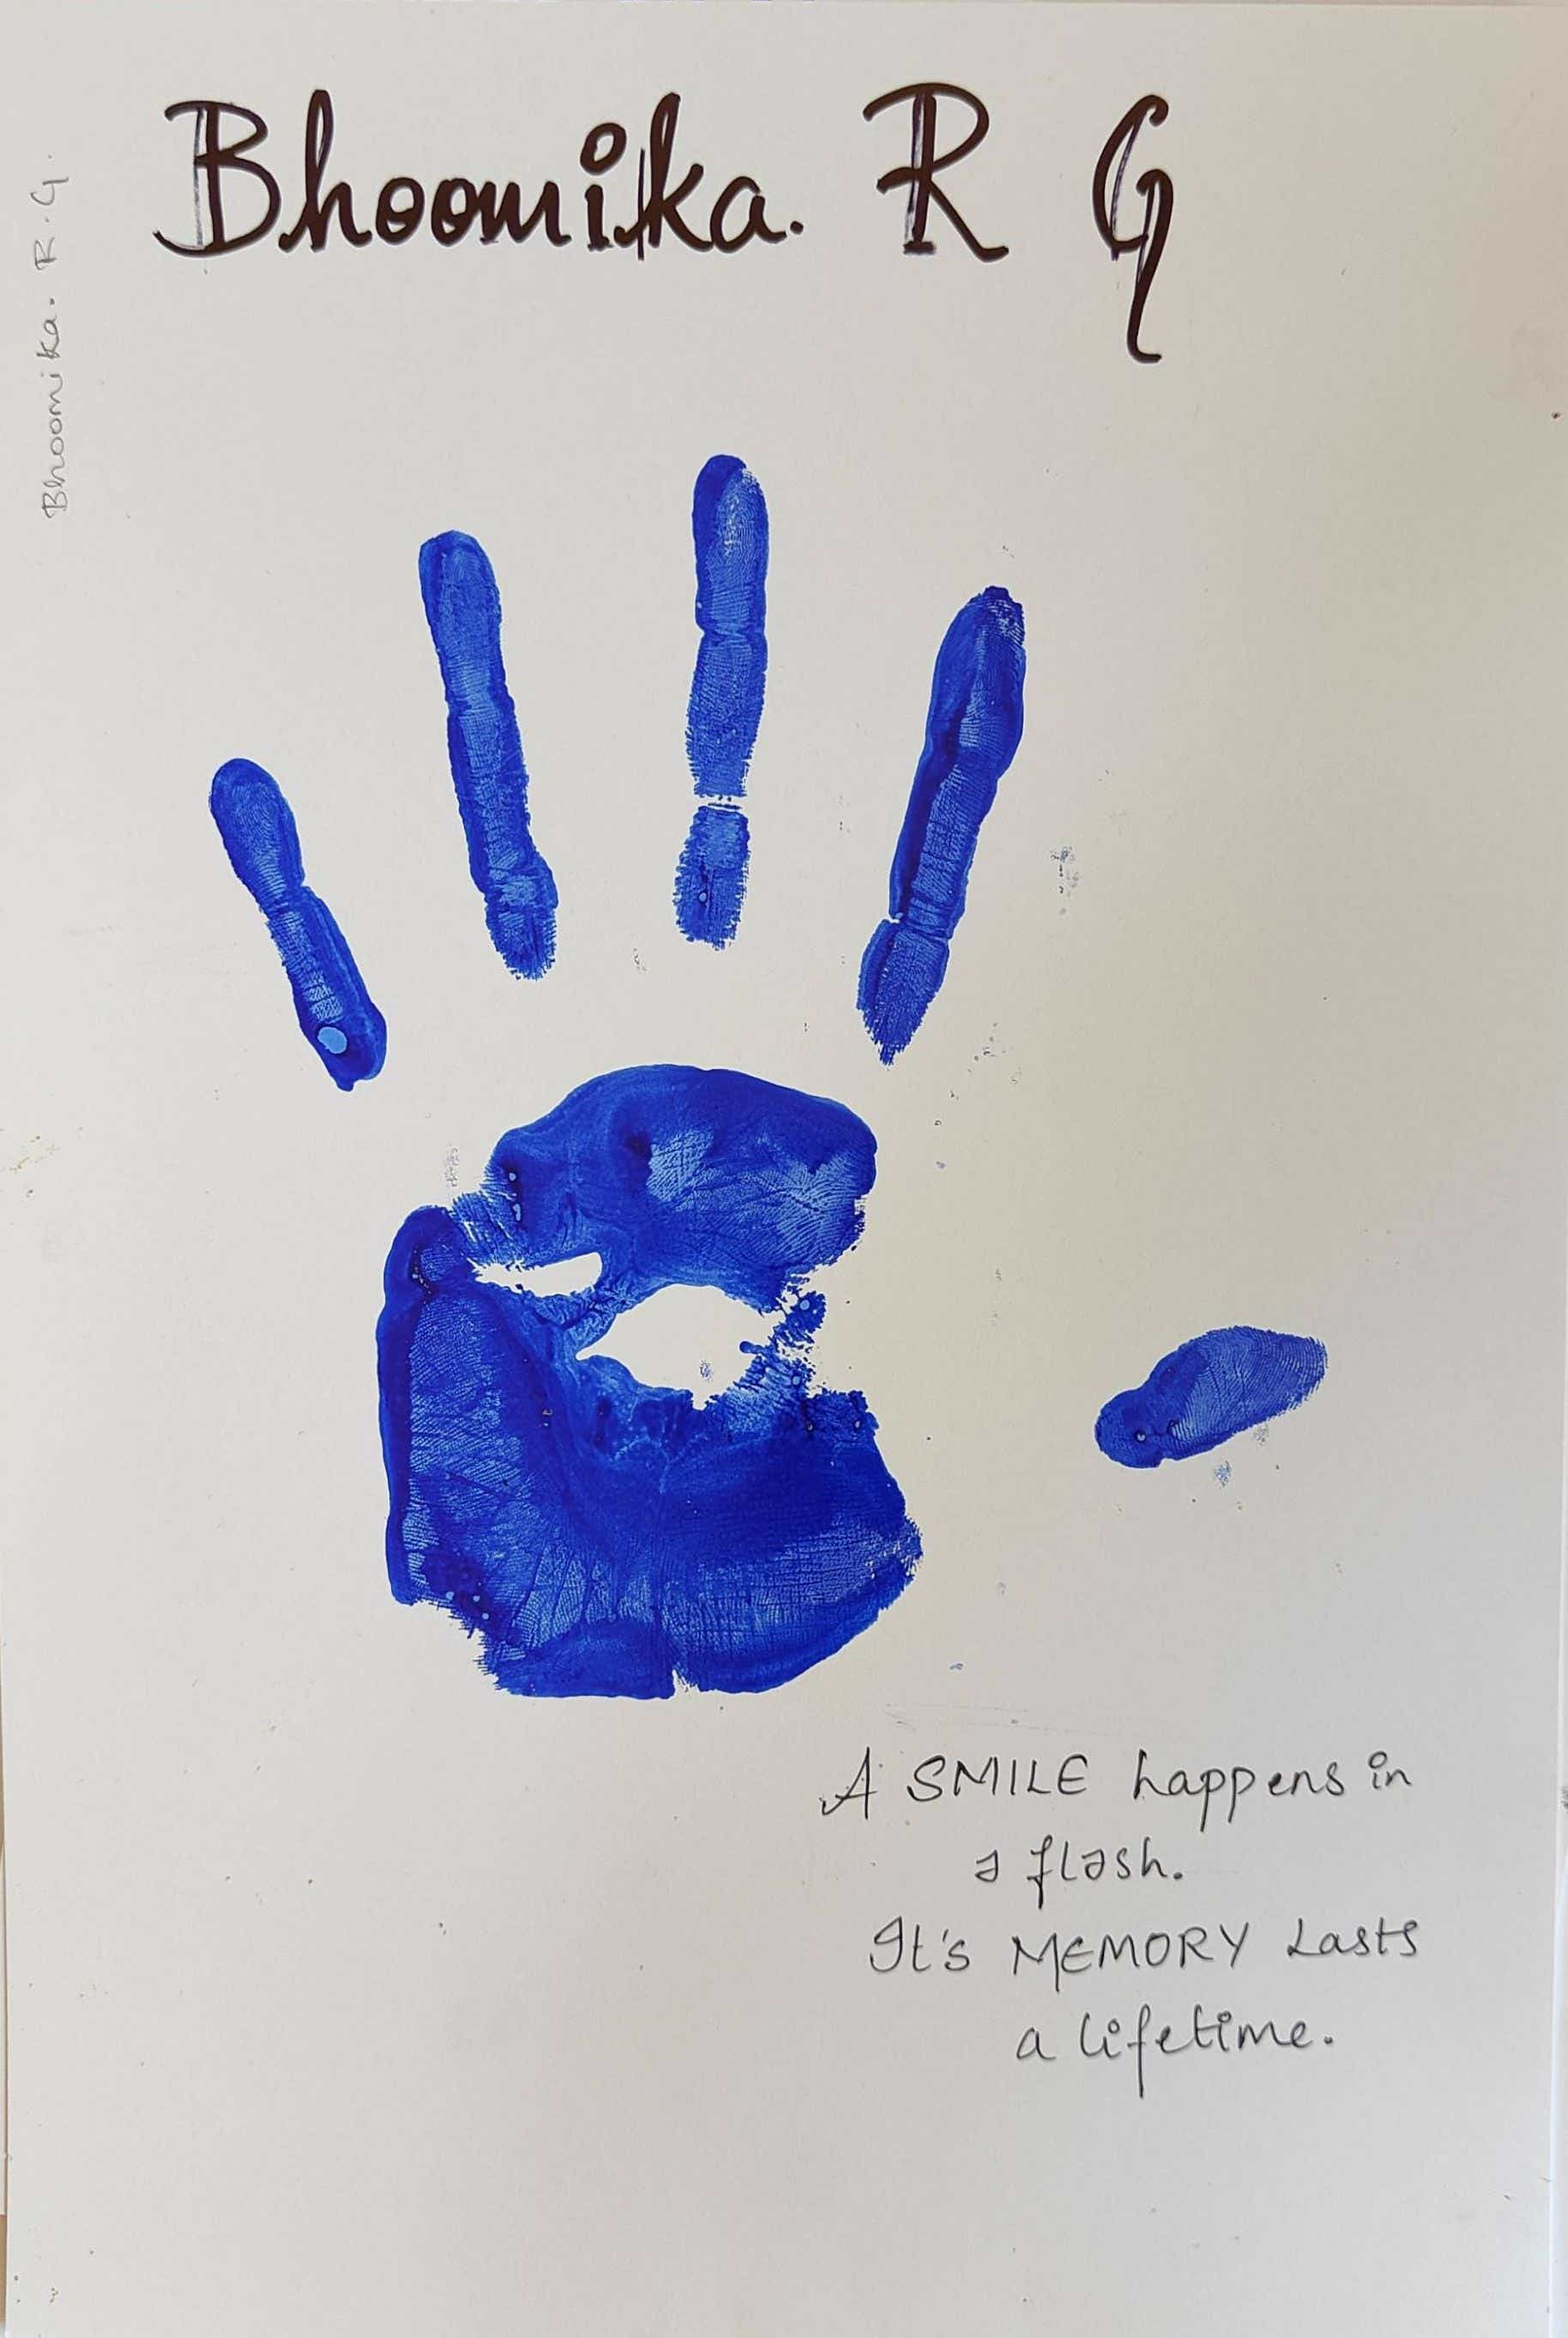 Bhoomika. R G
Bhoomika. R. G.
A SMILE happens in
a flash.
It's MEMORY Lasts
a lifetime.